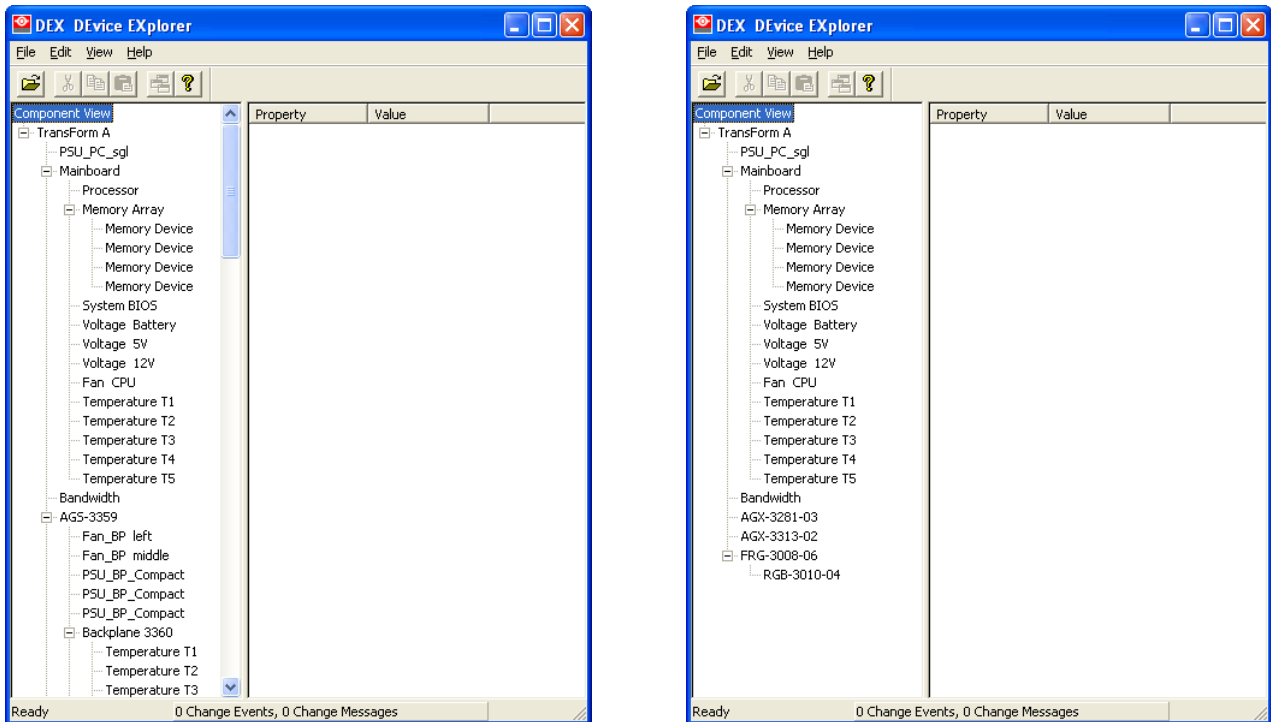 DEX DEvice EXplorer
File Edit View Help
Component View
Property Value
TransForm A
PSU_PC_sgl
Mainboard
Processor
Memory Array
Memory Device
Memory Device
Memory Device
Memory Device
System BIOS
Voltage Battery
Voltage 5V
Voltage 12V
Fan CPU
Temperature T1
Temperature T2
Temperature T3
Temperature T4
Temperature T5
Bandwidth
AGS-3359
Fan_BP left
Fan_BP middle
PSU_BP_Compact
PSU_BP_Compact
PSU_BP_Compact
Backplane 3360
Temperature T1
Temperature T2
Temperature T3
Ready 0 Change Events, 0 Change Messages
DEX DEvice EXplorer
File Edit View Help
Component View
Property Value
TransForm A
PSU_PC_sgl
Mainboard
Processor
Memory Array
Memory Device
Memory Device
Memory Device
Memory Device
System BIOS
Voltage Battery
Voltage 5V
Voltage 12V
Fan CPU
Temperature T1
Temperature T2
Temperature T3
Temperature T4
Temperature T5
Bandwidth
AGX-3281-03
AGX-3313-02
FRG-3008-06
RGB-3010-04
Ready 0 Change Events, 0 Change Messages